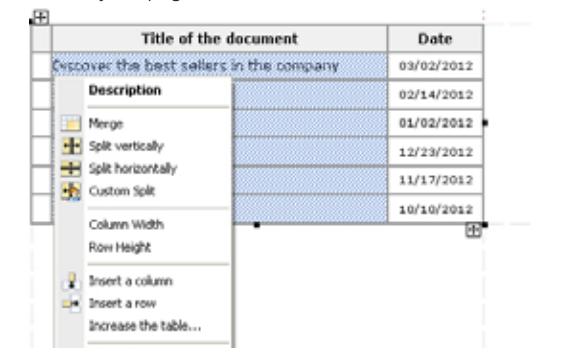 Title of the document Date
Discover the best sellers in the company 03/02/2012
Description
02/14/2012
Merge 01/02/2012
Split vertically
12/23/2012
Split horizontally
11/17/2012
Custom Split
10/10/2012
Column Width
Row Height
Insert a column
Insert a row
Increase the table...